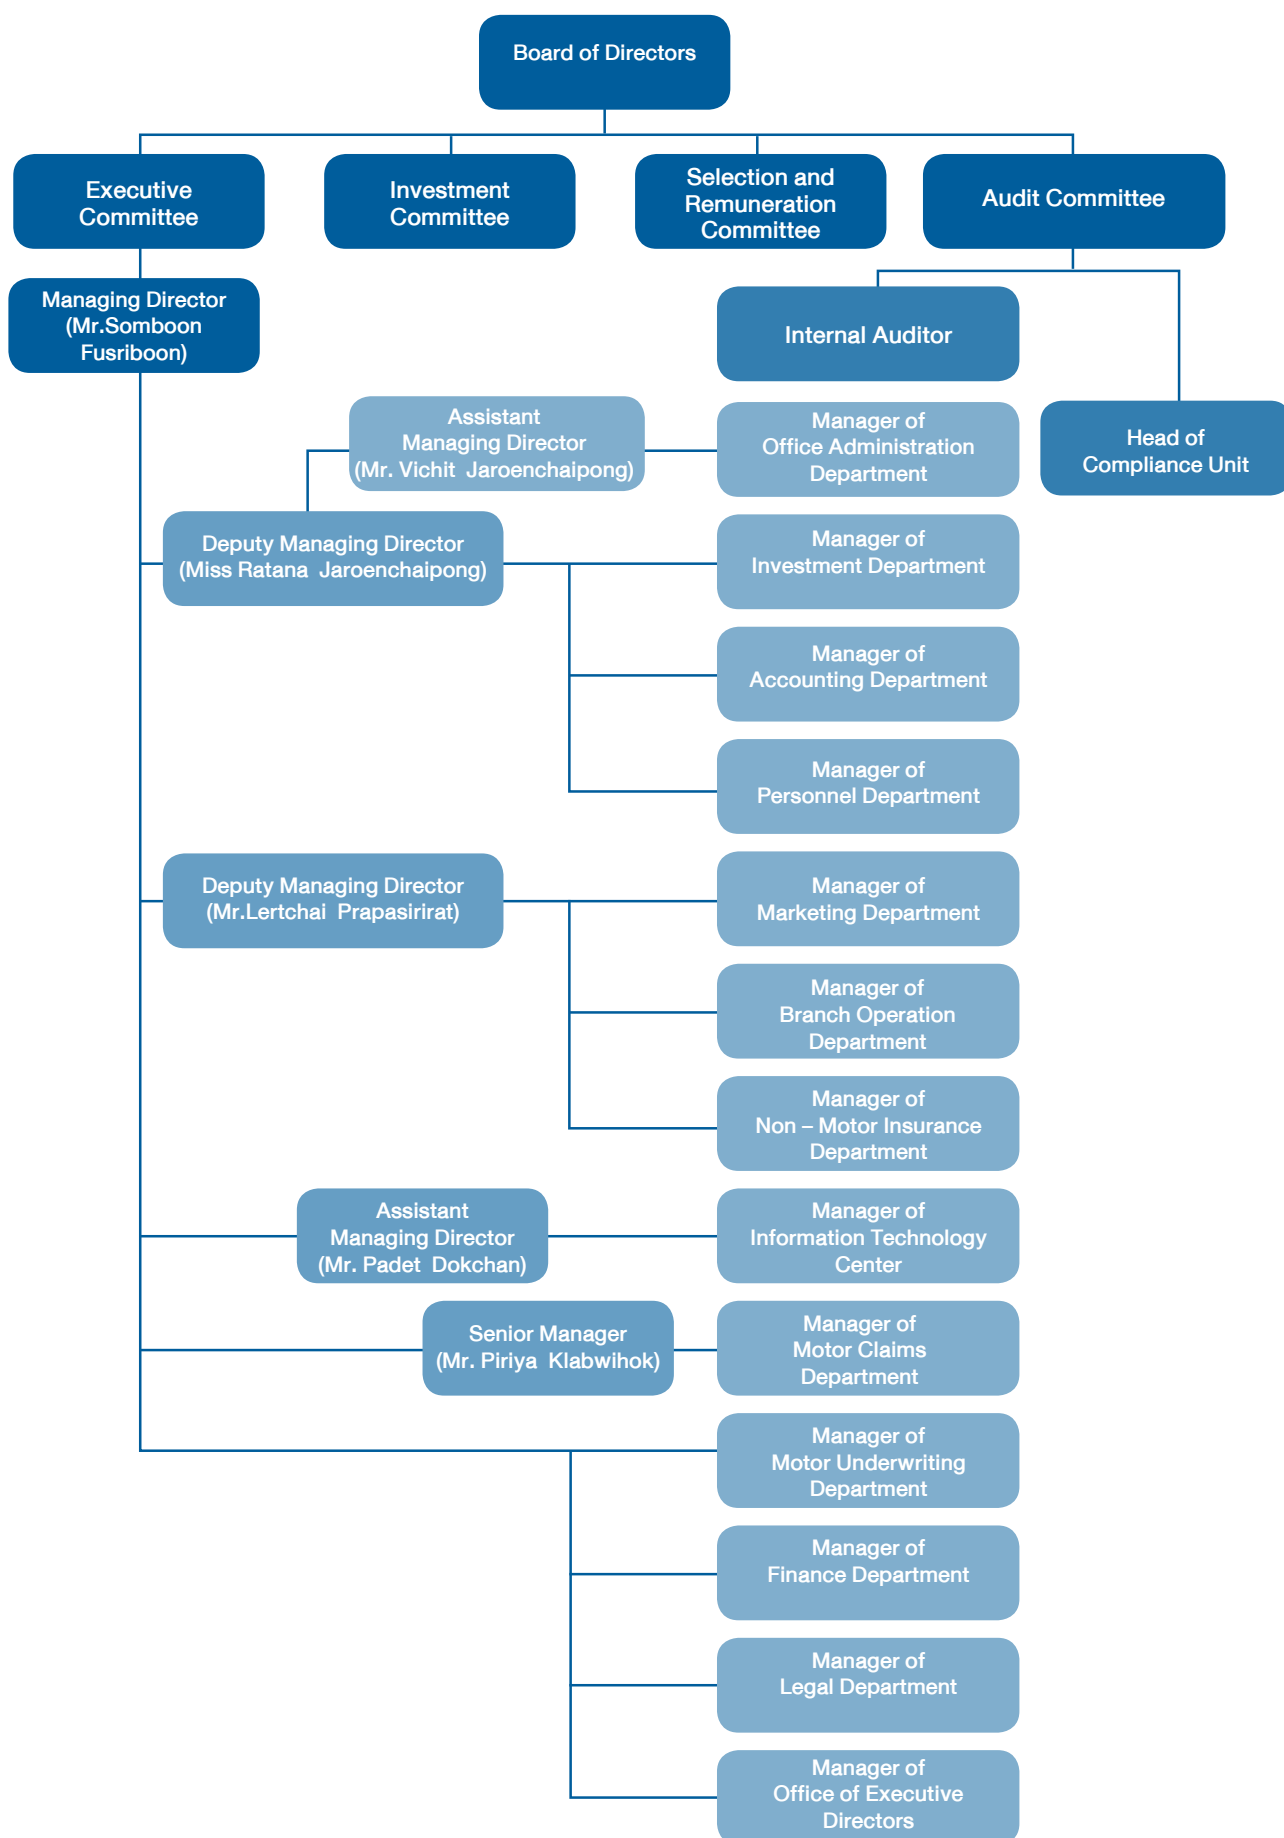 Board of Directors
Executive
Committee
Investment
Committee
Selection and
Remuneration
Committee
Audit Committee
Managing Director
(Mr.Somboon
Fusriboon)
Internal Auditor
Assistant
Managing Director
(Mr. Vichit Jaroenchaipong)
Manager of
Office Administration
Department
Head of
Compliance Unit
Deputy Managing Director
(Miss Ratana Jaroenchaipong)
Manager of
Investment Department
Manager of
Accounting Department
Manager of
Personnel Department
Deputy Managing Director
(Mr.Lertchai Prapasirirat)
Manager of
Marketing Department
Manager of
Branch Operation
Department
Manager of
Non – Motor Insurance
Department
Assistant
Managing Director
(Mr. Padet Dokchan)
Manager of
Information Technology
Center
Senior Manager
(Mr. Piriya Klabwihok)
Manager of
Motor Claims
Department
Manager of
Motor Underwriting
Department
Manager of
Finance Department
Manager of
Legal Department
Manager of
Office of Executive
Directors